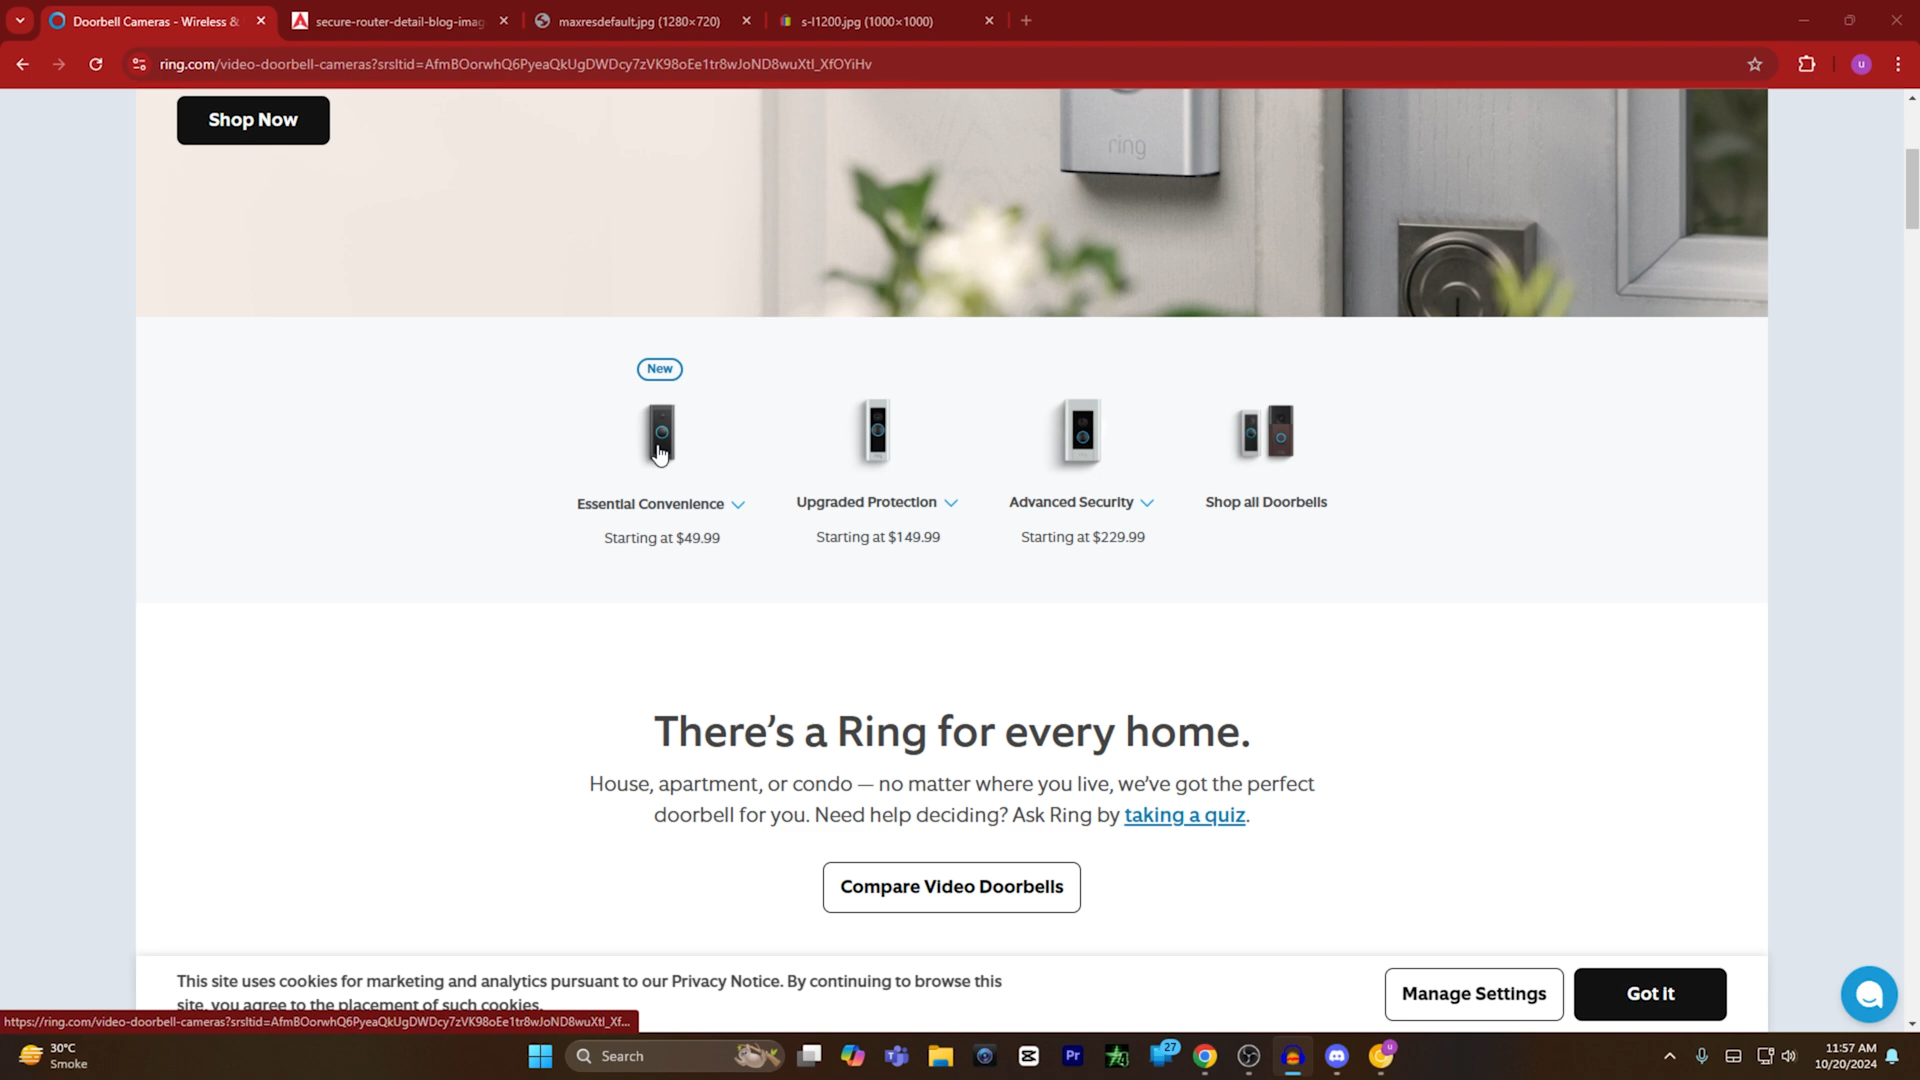 Doorbell Cameras - Wireless &
secure-router-detail-blog-imag
maxresdefault.jpg (1280×720)
s-l1200.jpg (1000×1000)
ring.com/video-doorbell-cameras?srsltid=AfmBOorwhQ6PyeaQkUgDWDcy7zVK98oEe1tr8wJoND8wuXtl_XfOYiHv
u
Shop Now
ring
New
Essential Convenience
Upgraded Protection
Advanced Security
Shop all Doorbells
Starting at $49.99
Starting at $149.99
Starting at $229.99
There's a Ring for every home.
House, apartment, or condo — no matter where you live, we've got the perfect
doorbell for you. Need help deciding? Ask Ring by taking a quiz.
Compare Video Doorbells
This site uses cookies for marketing and analytics pursuant to our Privacy Notice. By continuing to browse this
site, you agree to the placement of such cookies.
Manage Settings
Got it
https://ring.com/video-doorbell-cameras?srsltid=AfmBOorwhQ6PyeaQkUgDWDcy7zVK98oEe1tr8wJoND8wuXtl_Xf...
30°C
Smoke
Search
Pr
27
u
11:57 AM
10/20/2024